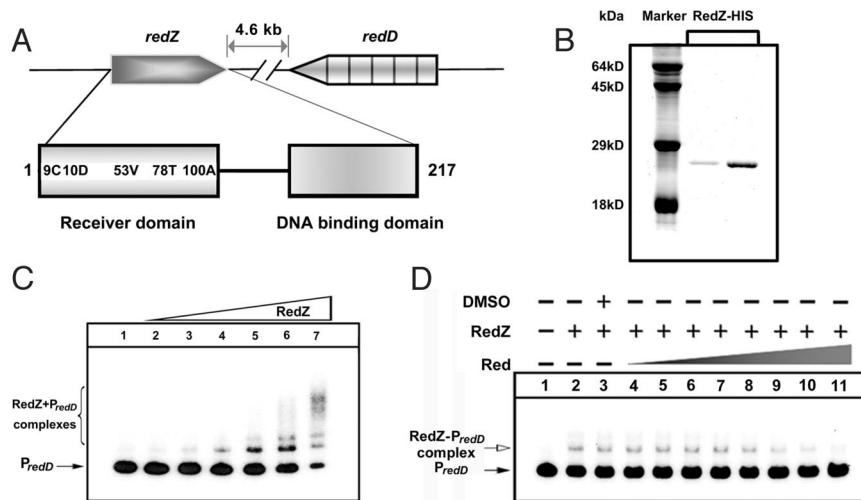 A
redZ
4.6 kb
redD
1
9C10D 53V 78T 100A
217
Receiver domain
DNA binding domain
B
kDa Marker RedZ-HIS
64kD
45kD
29kD
18kD
C
RedZ
1 2 3 4 5 6 7
RedZ+PredD
complexes
PredD
D
DMSO − − + − − − − − − − −
RedZ − + + + + + + + + + +
Red − − −
1 2 3 4 5 6 7 8 9 10 11
RedZ-PredD
complex
PredD